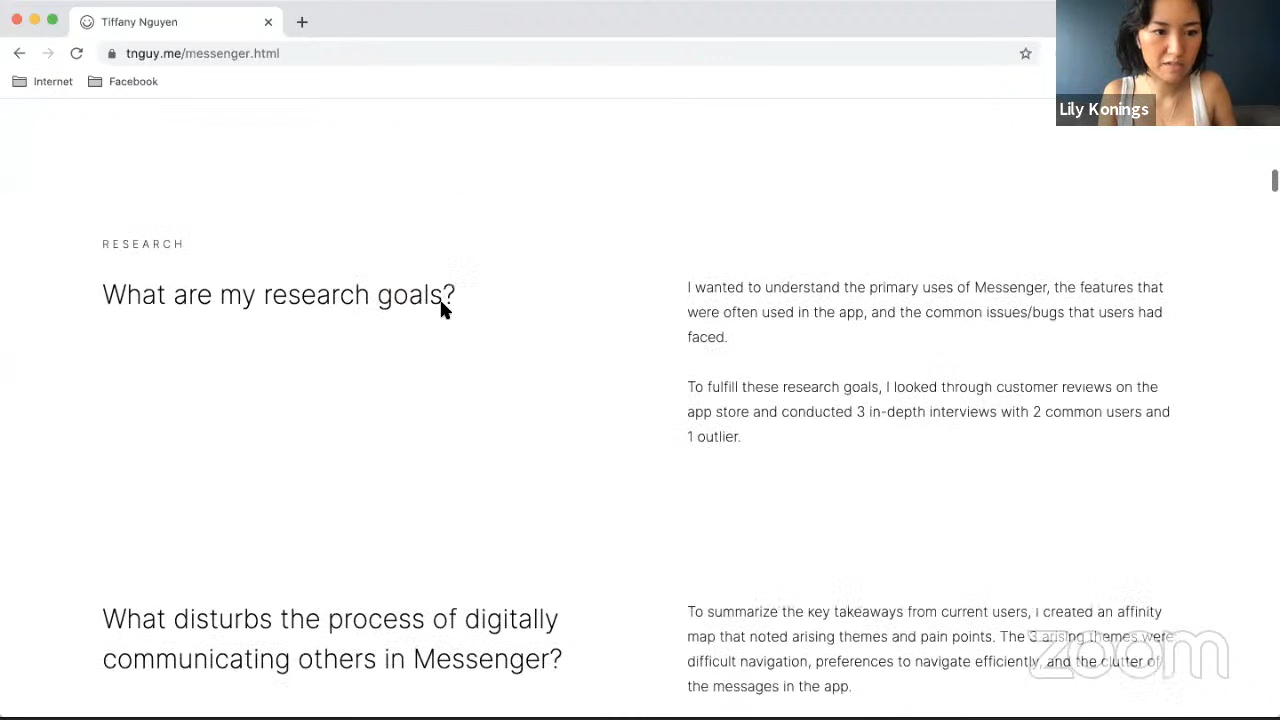 Tiffany Nguyen
tnguy.me/messenger.html
Internet
Facebook
Lily Konings
RESEARCH
What are my research goals?
I wanted to understand the primary uses of Messenger, the features that
were often used in the app, and the common issues/bugs that users had
faced.
To fulfill these research goals, I looked through customer reviews on the
app store and conducted 3 in-depth interviews with 2 common users and
1 outlier.
What disturbs the process of digitally
communicating others in Messenger?
To summarize the key takeaways from current users, I created an affinity
map that noted arising themes and pain points. The 3 arising themes were
difficult navigation, preferences to navigate efficiently, and the clutter of
the messages in the app.
zoom